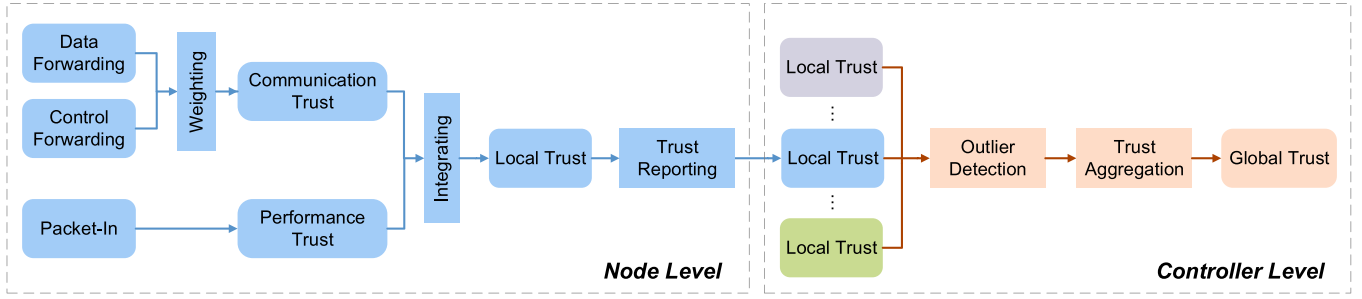 Data
Forwarding
Control
Forwarding
Weighting
Communication
Trust
Packet-In
Performance
Trust
Integrating
Local Trust
Trust
Reporting
Node Level
Local Trust
⋮
Local Trust
⋮
Local Trust
Outlier
Detection
Trust
Aggregation
Global Trust
Controller Level